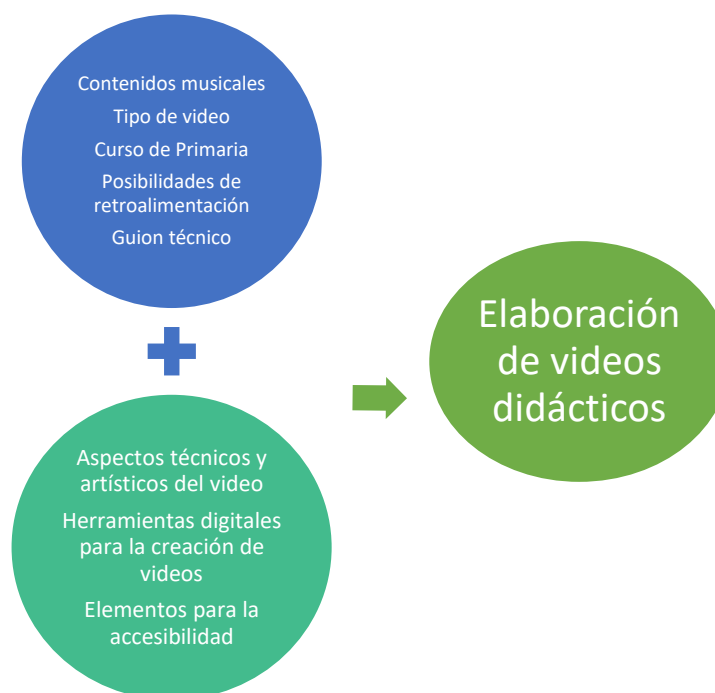 Contenidos musicales
Tipo de video
Curso de Primaria
Posibilidades de
retroalimentación
Guion técnico
Aspectos técnicos y
artísticos del video
Herramientas digitales
para la creación de
videos
Elementos para la
accesibilidad
Elaboración
de videos
didácticos